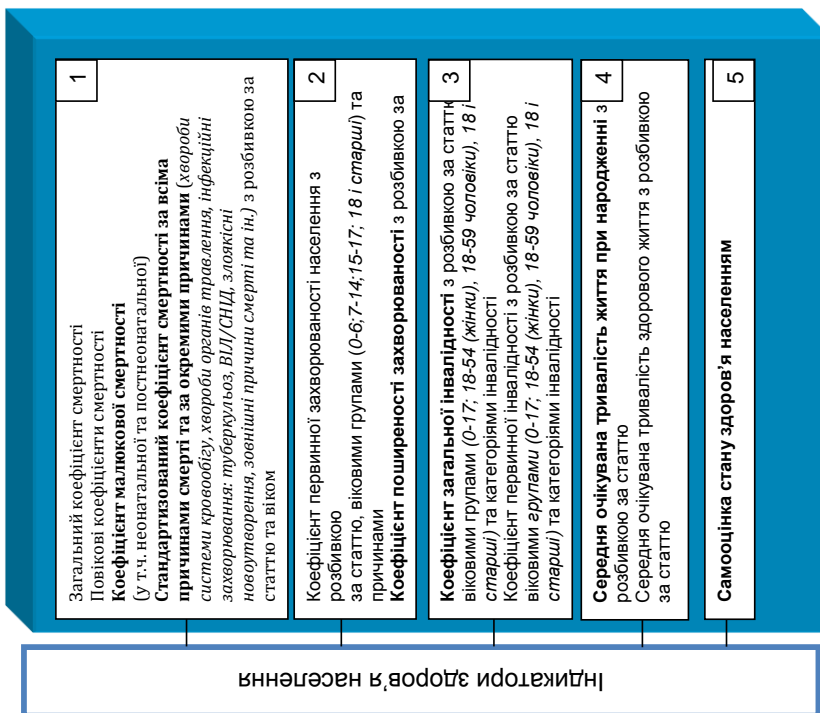 Індикатори здоров'я населення
1
Загальний коефіцієнт смертності
Повікові коефіцієнти смертності
Коефіцієнт малюкової смертності
(у т.ч. неонатальної та постнеонатальної)
Стандартизований коефіцієнт смертності за всіма
причинами смерті та за окремими причинами (хвороби
системи кровообігу, хвороби органів травлення, інфекційні
захворювання: туберкульоз, ВІЛ/СНІД, злоякісні
новоутворення, зовнішні причини смерті та ін.) з розбивкою за
статтю та віком
2
Коефіцієнт первинної захворюваності населення з
розбивкою
за статтю, віковими групами (0-6;7-14;15-17; 18 і старші) та
причинами
Коефіцієнт поширеності захворюваності з розбивкою за
3
Коефіцієнт загальної інвалідності з розбивкою за статтю
віковими групами (0-17; 18-54 (жінки), 18-59 чоловіки), 18 і
старші) та категоріями інвалідності
Коефіцієнт первинної інвалідності з розбивкою за статтю
віковими групами (0-17; 18-54 (жінки), 18-59 чоловіки), 18 і
старші) та категоріями інвалідності
4
Середня очікувана тривалість життя при народженні з
розбивкою за статтю
Середня очікувана тривалість здорового життя з розбивкою
за статтю
5
Самооцінка стану здоров'я населенням